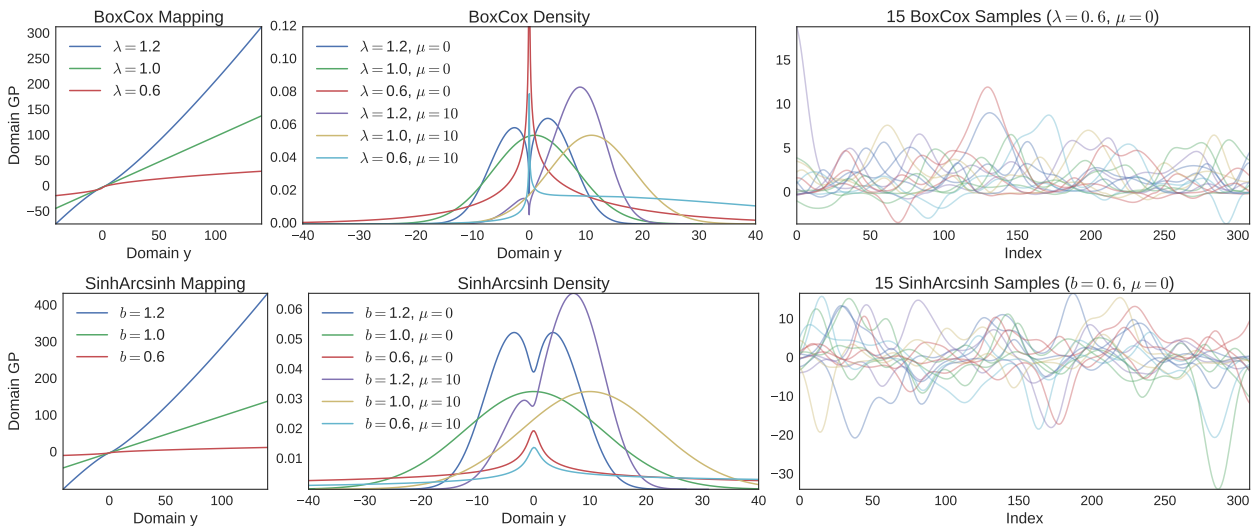 BoxCox Mapping
300
250
200
150
100
50
0
−50
Domain GP
λ = 1.2
λ = 1.0
λ = 0.6
0 50 100
Domain y
BoxCox Density
0.12
0.10
0.08
0.06
0.04
0.02
0.00
λ = 1.2, μ = 0
λ = 1.0, μ = 0
λ = 0.6, μ = 0
λ = 1.2, μ = 10
λ = 1.0, μ = 10
λ = 0.6, μ = 10
−40 −30 −20 −10 0 10 20 30 40
Domain y
15 BoxCox Samples (λ = 0.6, μ = 0)
15
10
5
0
0 50 100 150 200 250 300
Index
SinhArcsinh Mapping
400
300
200
100
0
Domain GP
b = 1.2
b = 1.0
b = 0.6
0 50 100
Domain y
SinhArcsinh Density
0.06
0.05
0.04
0.03
0.02
0.01
b = 1.2, μ = 0
b = 1.0, μ = 0
b = 0.6, μ = 0
b = 1.2, μ = 10
b = 1.0, μ = 10
b = 0.6, μ = 10
−40 −30 −20 −10 0 10 20 30 40
Domain y
15 SinhArcsinh Samples (b = 0.6, μ = 0)
10
0
−10
−20
−30
0 50 100 150 200 250 300
Index